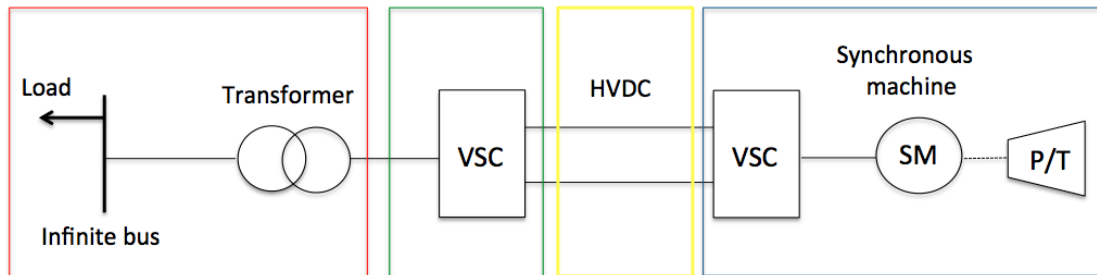 Load
Transformer
Infinite bus
VSC
HVDC
VSC
Synchronous
machine
SM
P/T